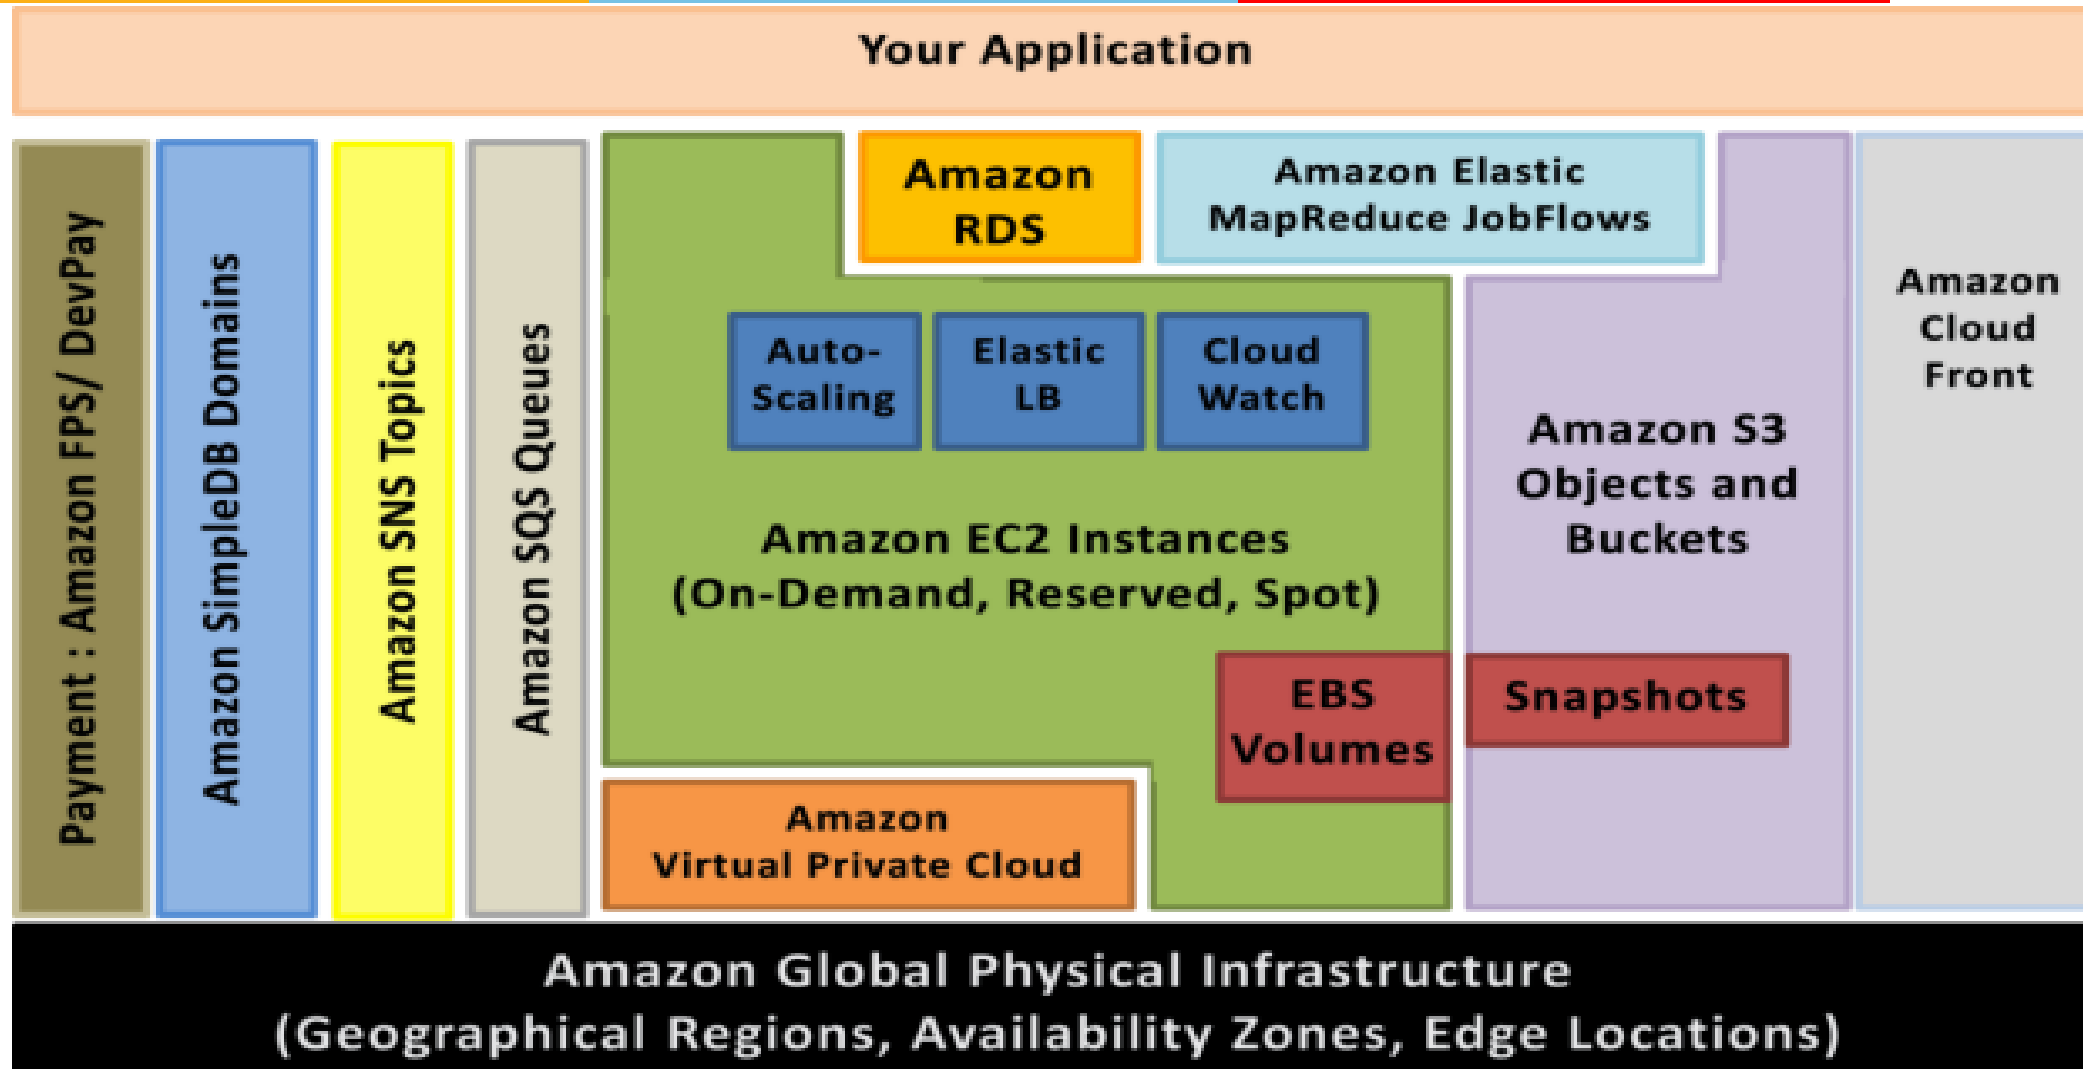 Your Application
Payment : Amazon FPS/ DevPay
Amazon SimpleDB Domains
Amazon SNS Topics
Amazon SQS Queues
Amazon
RDS
Amazon Elastic
MapReduce JobFlows
Auto-
Scaling
Elastic
LB
Cloud
Watch
Amazon EC2 Instances
(On-Demand, Reserved, Spot)
EBS
Volumes
Amazon
Virtual Private Cloud
Amazon S3
Objects and
Buckets
Snapshots
Amazon
Cloud
Front
Amazon Global Physical Infrastructure
(Geographical Regions, Availability Zones, Edge Locations)